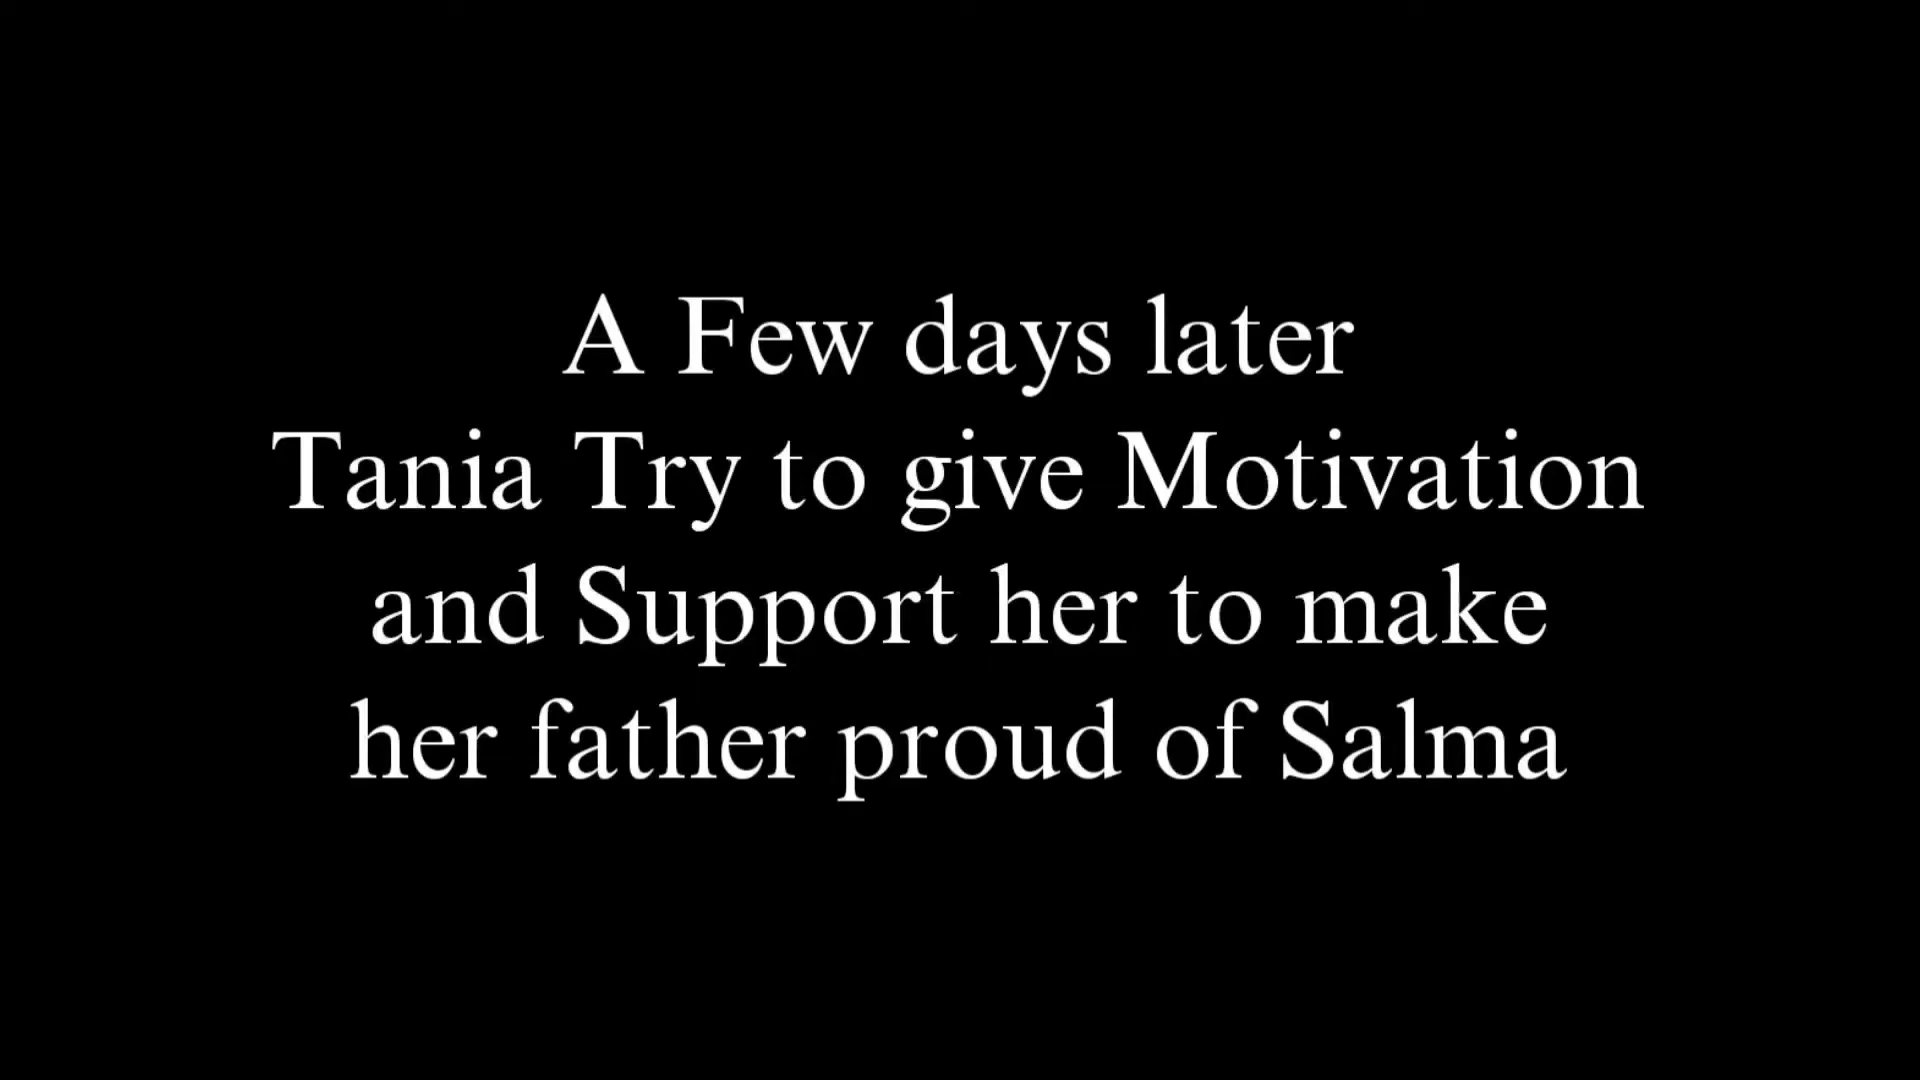 A Few days later
Tania Try to give Motivation
and Support her to make
her father proud of Salma